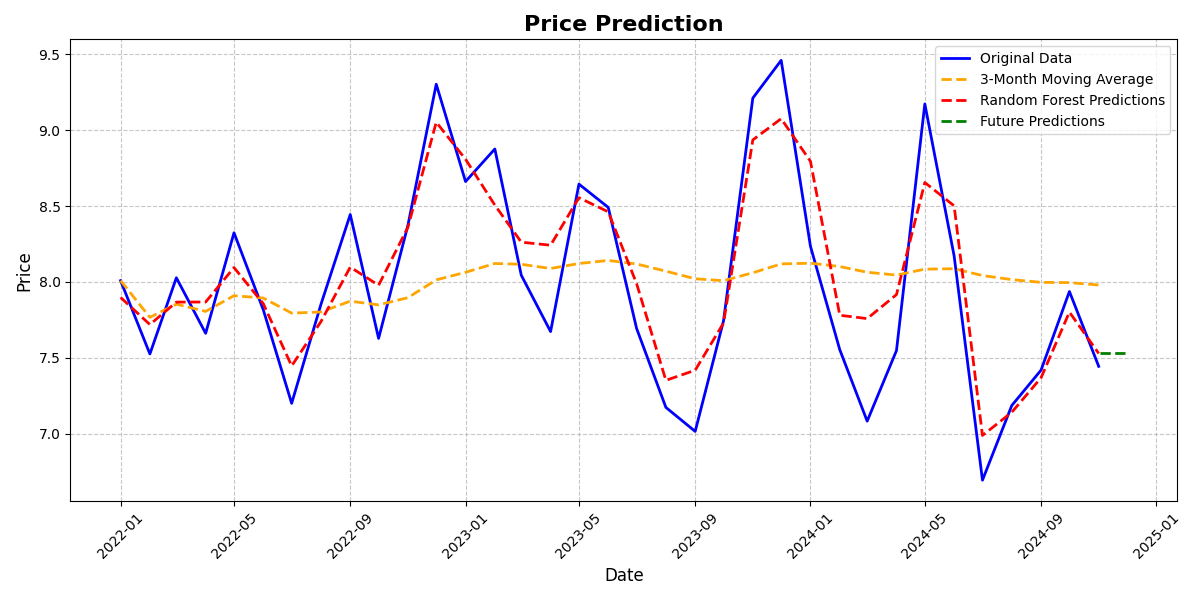 Price Prediction
Original Data
3-Month Moving Average
Random Forest Predictions
Future Predictions
Price
9.5
9.0
8.5
8.0
7.5
7.0
2022-01
2022-05
2022-09
2023-01
2023-05
2023-09
2024-01
2024-05
2024-09
2025-01
Date